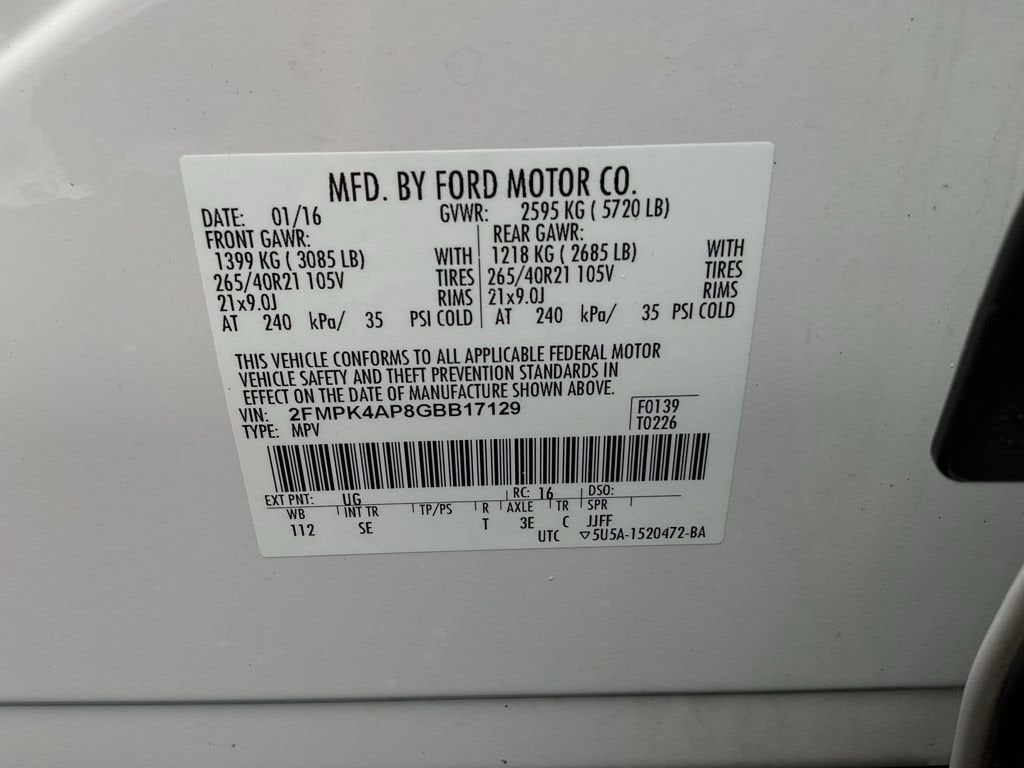 MFD. BY FORD MOTOR CO.
DATE: 01/16 GVWR: 2595 KG ( 5720 LB)
FRONT GAWR: REAR GAWR:
1399 KG ( 3085 LB) WITH 1218 KG ( 2685 LB) WITH
265/40R21 105V TIRES 265/40R21 105V TIRES
21x9.0J RIMS 21x9.0J RIMS
AT 240 kPa/ 35 PSI COLD AT 240 kPa/ 35 PSI COLD
THIS VEHICLE CONFORMS TO ALL APPLICABLE FEDERAL MOTOR
VEHICLE SAFETY AND THEFT PREVENTION STANDARDS IN
EFFECT ON THE DATE OF MANUFACTURE SHOWN ABOVE.
VIN: 2FMPK4AP8GBB17129 F0139
TYPE: MPV T0226
EXT PNT: UG RC: 16 DSO:
WB INT TR TP/PS R AXLE TR SPR
112 SE T 3E C JJFF
UTC ▽5U5A-1520472-BA